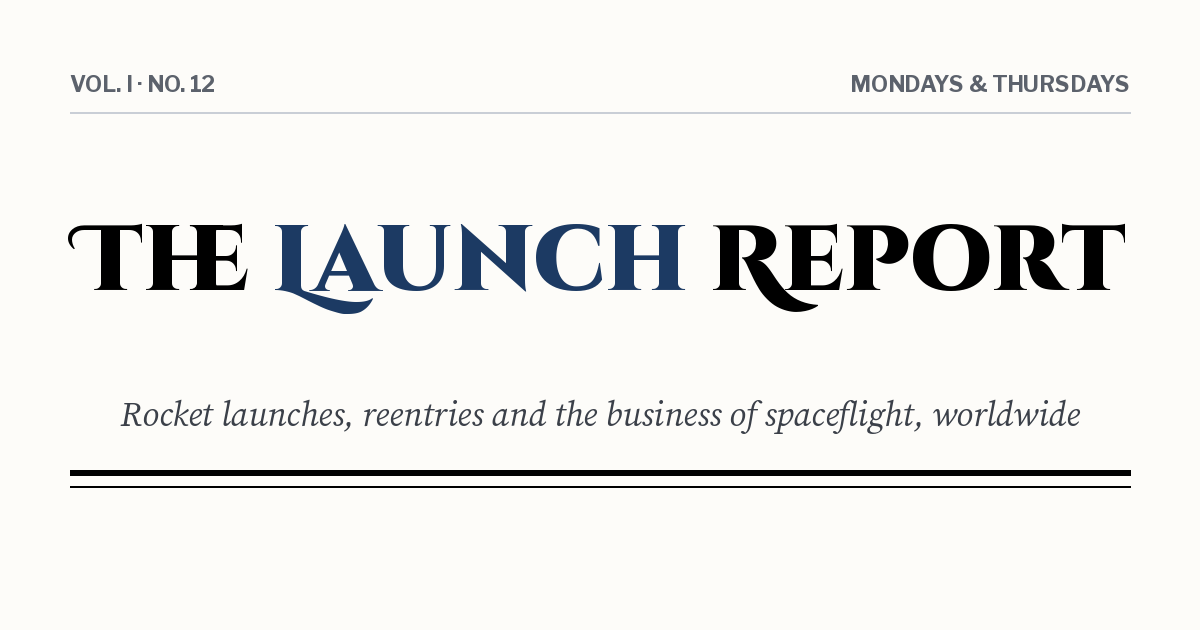 VOL. I · NO. 12
MONDAYS & THURSDAYS
THE LAUNCH REPORT
Rocket launches, reentries and the business of spaceflight, worldwide